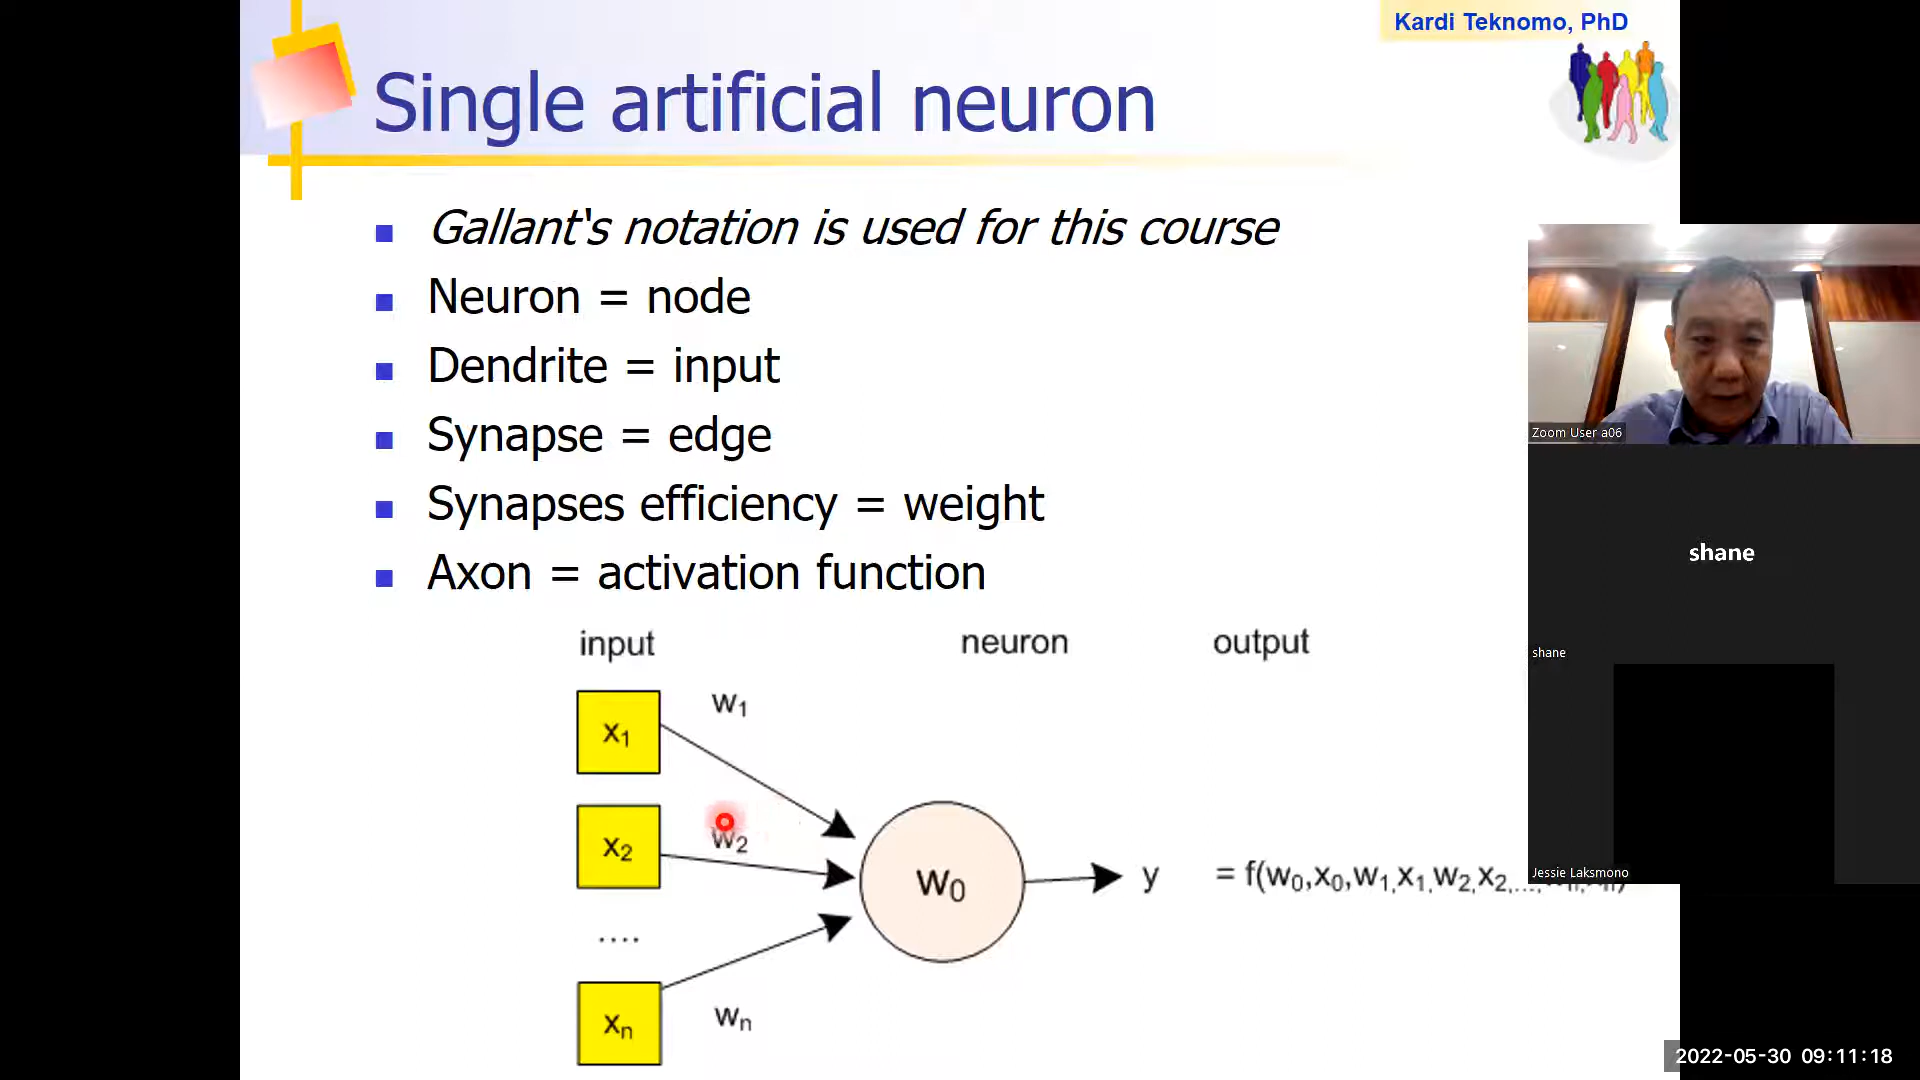 Kardi Teknomo, PhD
Single artificial neuron
Gallant's notation is used for this course
Neuron = node
Dendrite = input
Synapse = edge
Synapses efficiency = weight
Axon = activation function
input
neuron
output
x1
w1
x2
w2
....
xn
wn
w0
y
= f(w0,x0,w1,x1,w2,x2,...,
Zoom User a06
shane
shane
Jessie Laksmono
2022-05-30 09:11:18